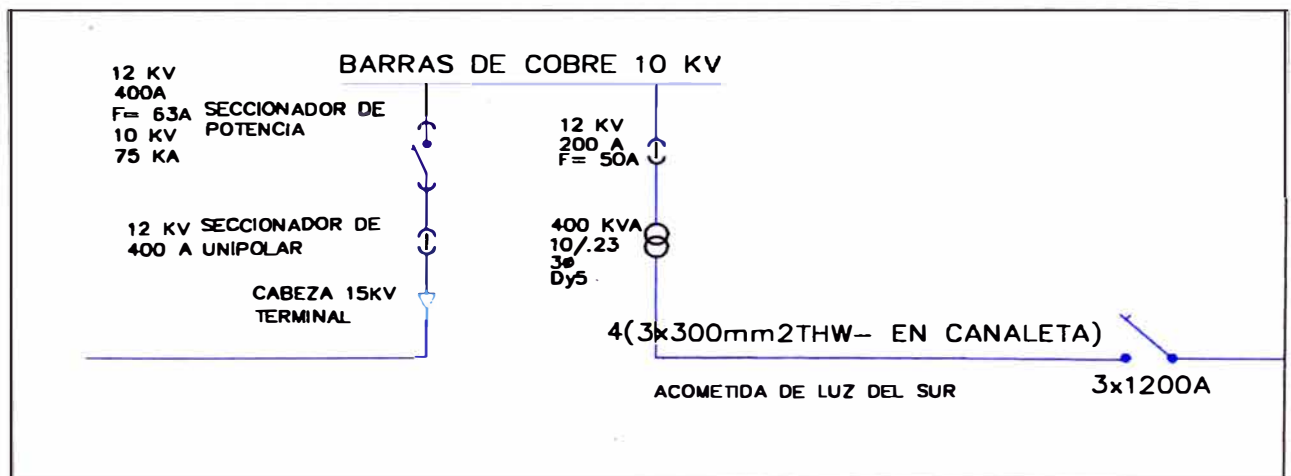 BARRAS DE COBRE 10 KV
12 KV
400A
F= 63A
10 KV
75 KA
SECCIONADOR DE
POTENCIA
12 KV
200 A
F= 50A
12 KV
400 A
SECCIONADOR DE
UNIPOLAR
400 KVA
10/.23
3ø
Dy5
CABEZA 15KV
TERMINAL
4(3x300mm2THW- EN CANALETA)
ACOMETIDA DE LUZ DEL SUR
3x1200A